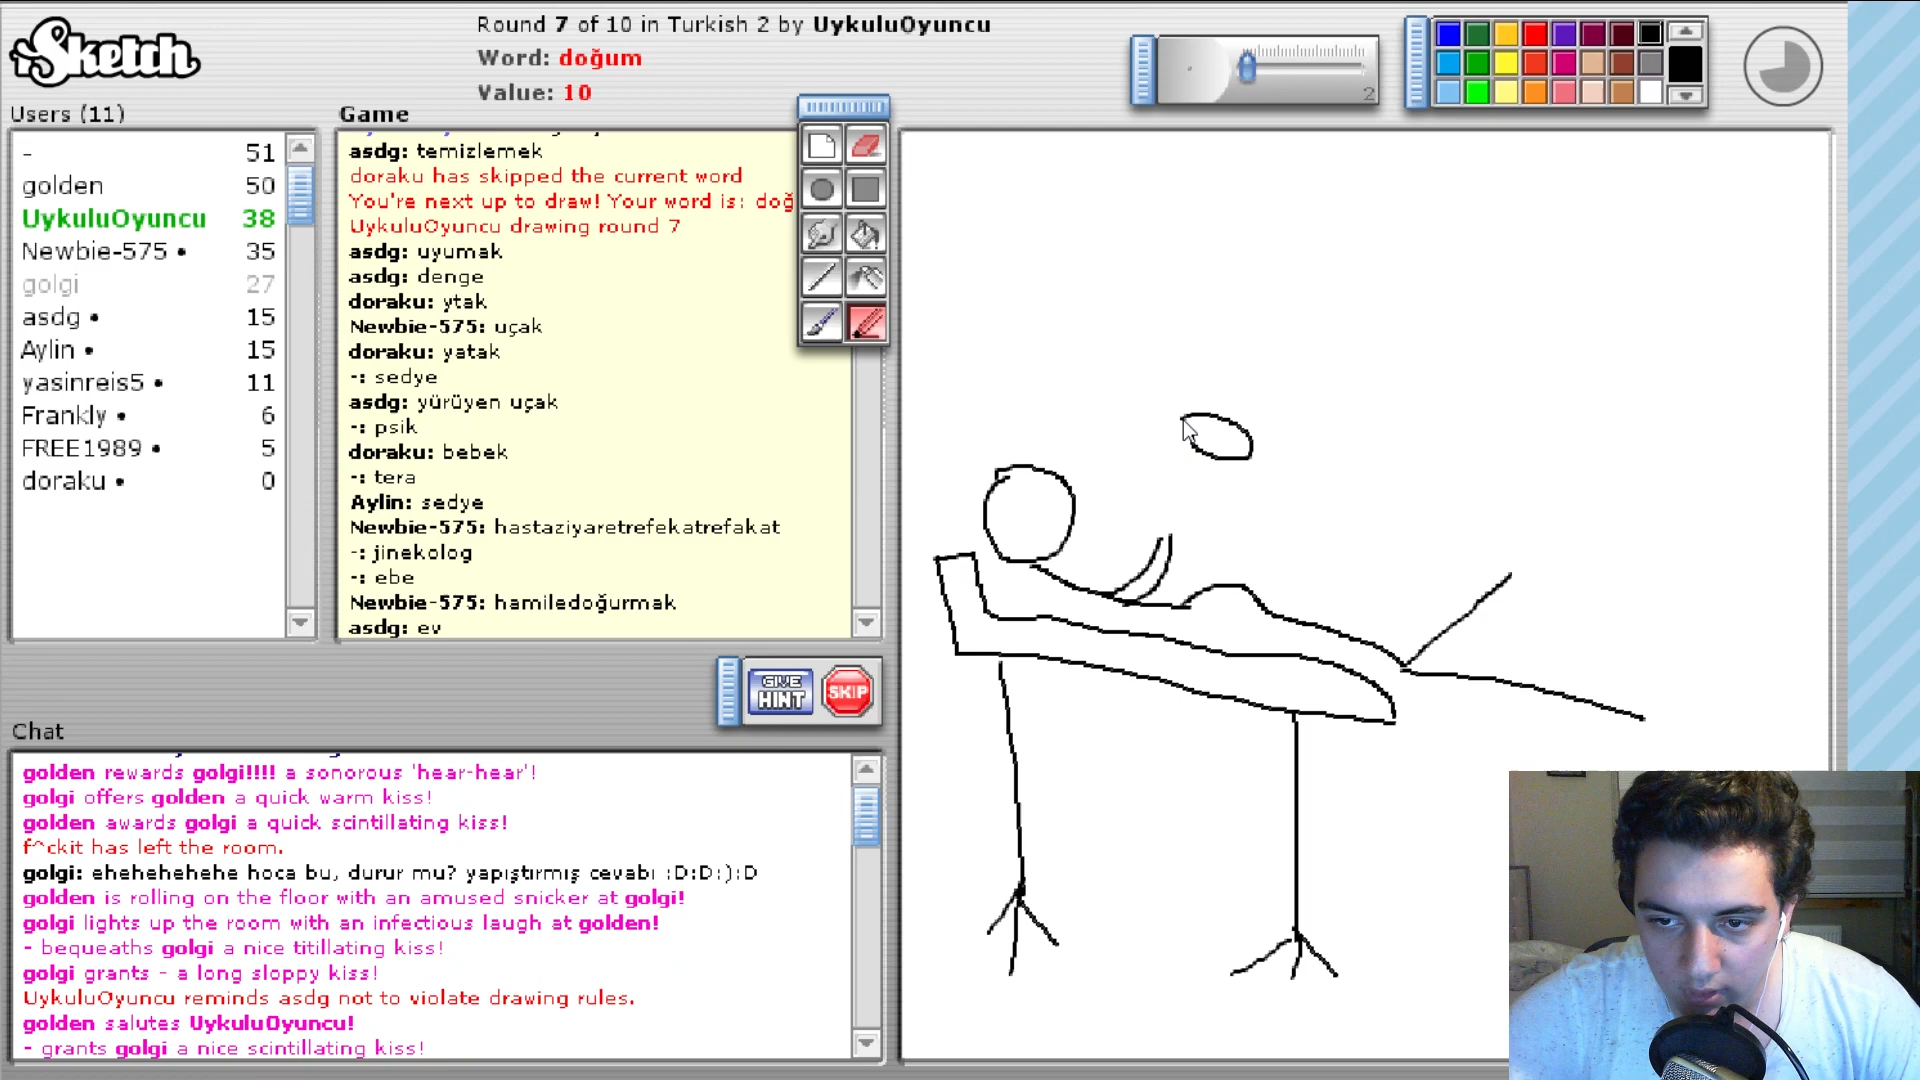 iSketch
Round 7 of 10 in Turkish 2 by UykuluOyuncu
Word: doğum
Value: 10
2
Users (11)
- 51
golden 50
UykuluOyuncu 38
Newbie-575 • 35
golgi 27
asdg • 15
Aylin • 15
yasinreis5 • 11
Frankly • 6
FREE1989 • 5
doraku • 0
Game
asdg: temizlemek
doraku has skipped the current word
You're next up to draw! Your word is: doğ
UykuluOyuncu drawing round 7
asdg: uyumak
asdg: denge
doraku: ytak
Newbie-575: uçak
doraku: yatak
-: sedye
asdg: yürüyen uçak
-: psik
doraku: bebek
-: tera
Aylin: sedye
Newbie-575: hastaziyaretrefekatrefakat
-: jinekolog
-: ebe
Newbie-575: hamiledoğurmak
asdg: ev
GIVE HINT
SKIP
Chat
golden rewards golgi!!!! a sonorous 'hear-hear'!
golgi offers golden a quick warm kiss!
golden awards golgi a quick scintillating kiss!
f^ckit has left the room.
golgi: ehehehehehe hoca bu, durur mu? yapıştırmış cevabı :D:D:):D
golden is rolling on the floor with an amused snicker at golgi!
golgi lights up the room with an infectious laugh at golden!
- bequeaths golgi a nice titillating kiss!
golgi grants - a long sloppy kiss!
UykuluOyuncu reminds asdg not to violate drawing rules.
golden salutes UykuluOyuncu!
- grants golgi a nice scintillating kiss!